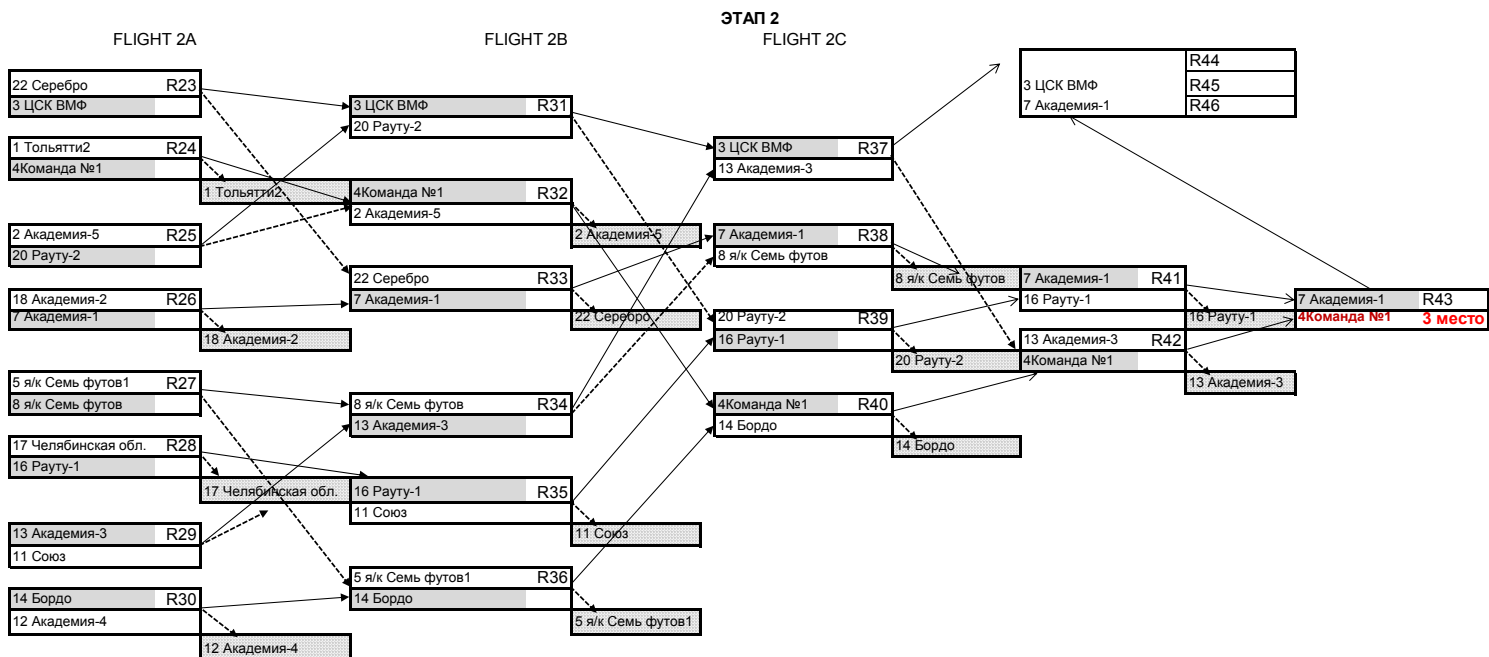 ЭТАП 2
FLIGHT 2A
FLIGHT 2B
FLIGHT 2C
22 Серебро R23
3 ЦСК ВМФ
1 Тольятти2 R24
4Команда №1
1 Тольятти2
2 Академия-5 R25
20 Рауту-2
18 Академия-2 R26
7 Академия-1
18 Академия-2
5 я/к Семь футов1 R27
8 я/к Семь футов
17 Челябинская обл. R28
16 Рауту-1
17 Челябинская обл.
13 Академия-3 R29
11 Союз
14 Бордо R30
12 Академия-4
12 Академия-4
3 ЦСК ВМФ R31
20 Рауту-2
4Команда №1 R32
2 Академия-5
2 Академия-5
22 Серебро R33
7 Академия-1
22 Серебро
8 я/к Семь футов R34
13 Академия-3
16 Рауту-1 R35
11 Союз
11 Союз
5 я/к Семь футов1 R36
14 Бордо
5 я/к Семь футов1
3 ЦСК ВМФ R37
13 Академия-3
7 Академия-1 R38
8 я/к Семь футов
8 я/к Семь футов
20 Рауту-2 R39
16 Рауту-1
20 Рауту-2
4Команда №1 R40
14 Бордо
14 Бордо
R44
3 ЦСК ВМФ R45
7 Академия-1 R46
7 Академия-1 R41
16 Рауту-1
16 Рауту-1
13 Академия-3 R42
4Команда №1
13 Академия-3
7 Академия-1 R43
4Команда №1 3 место